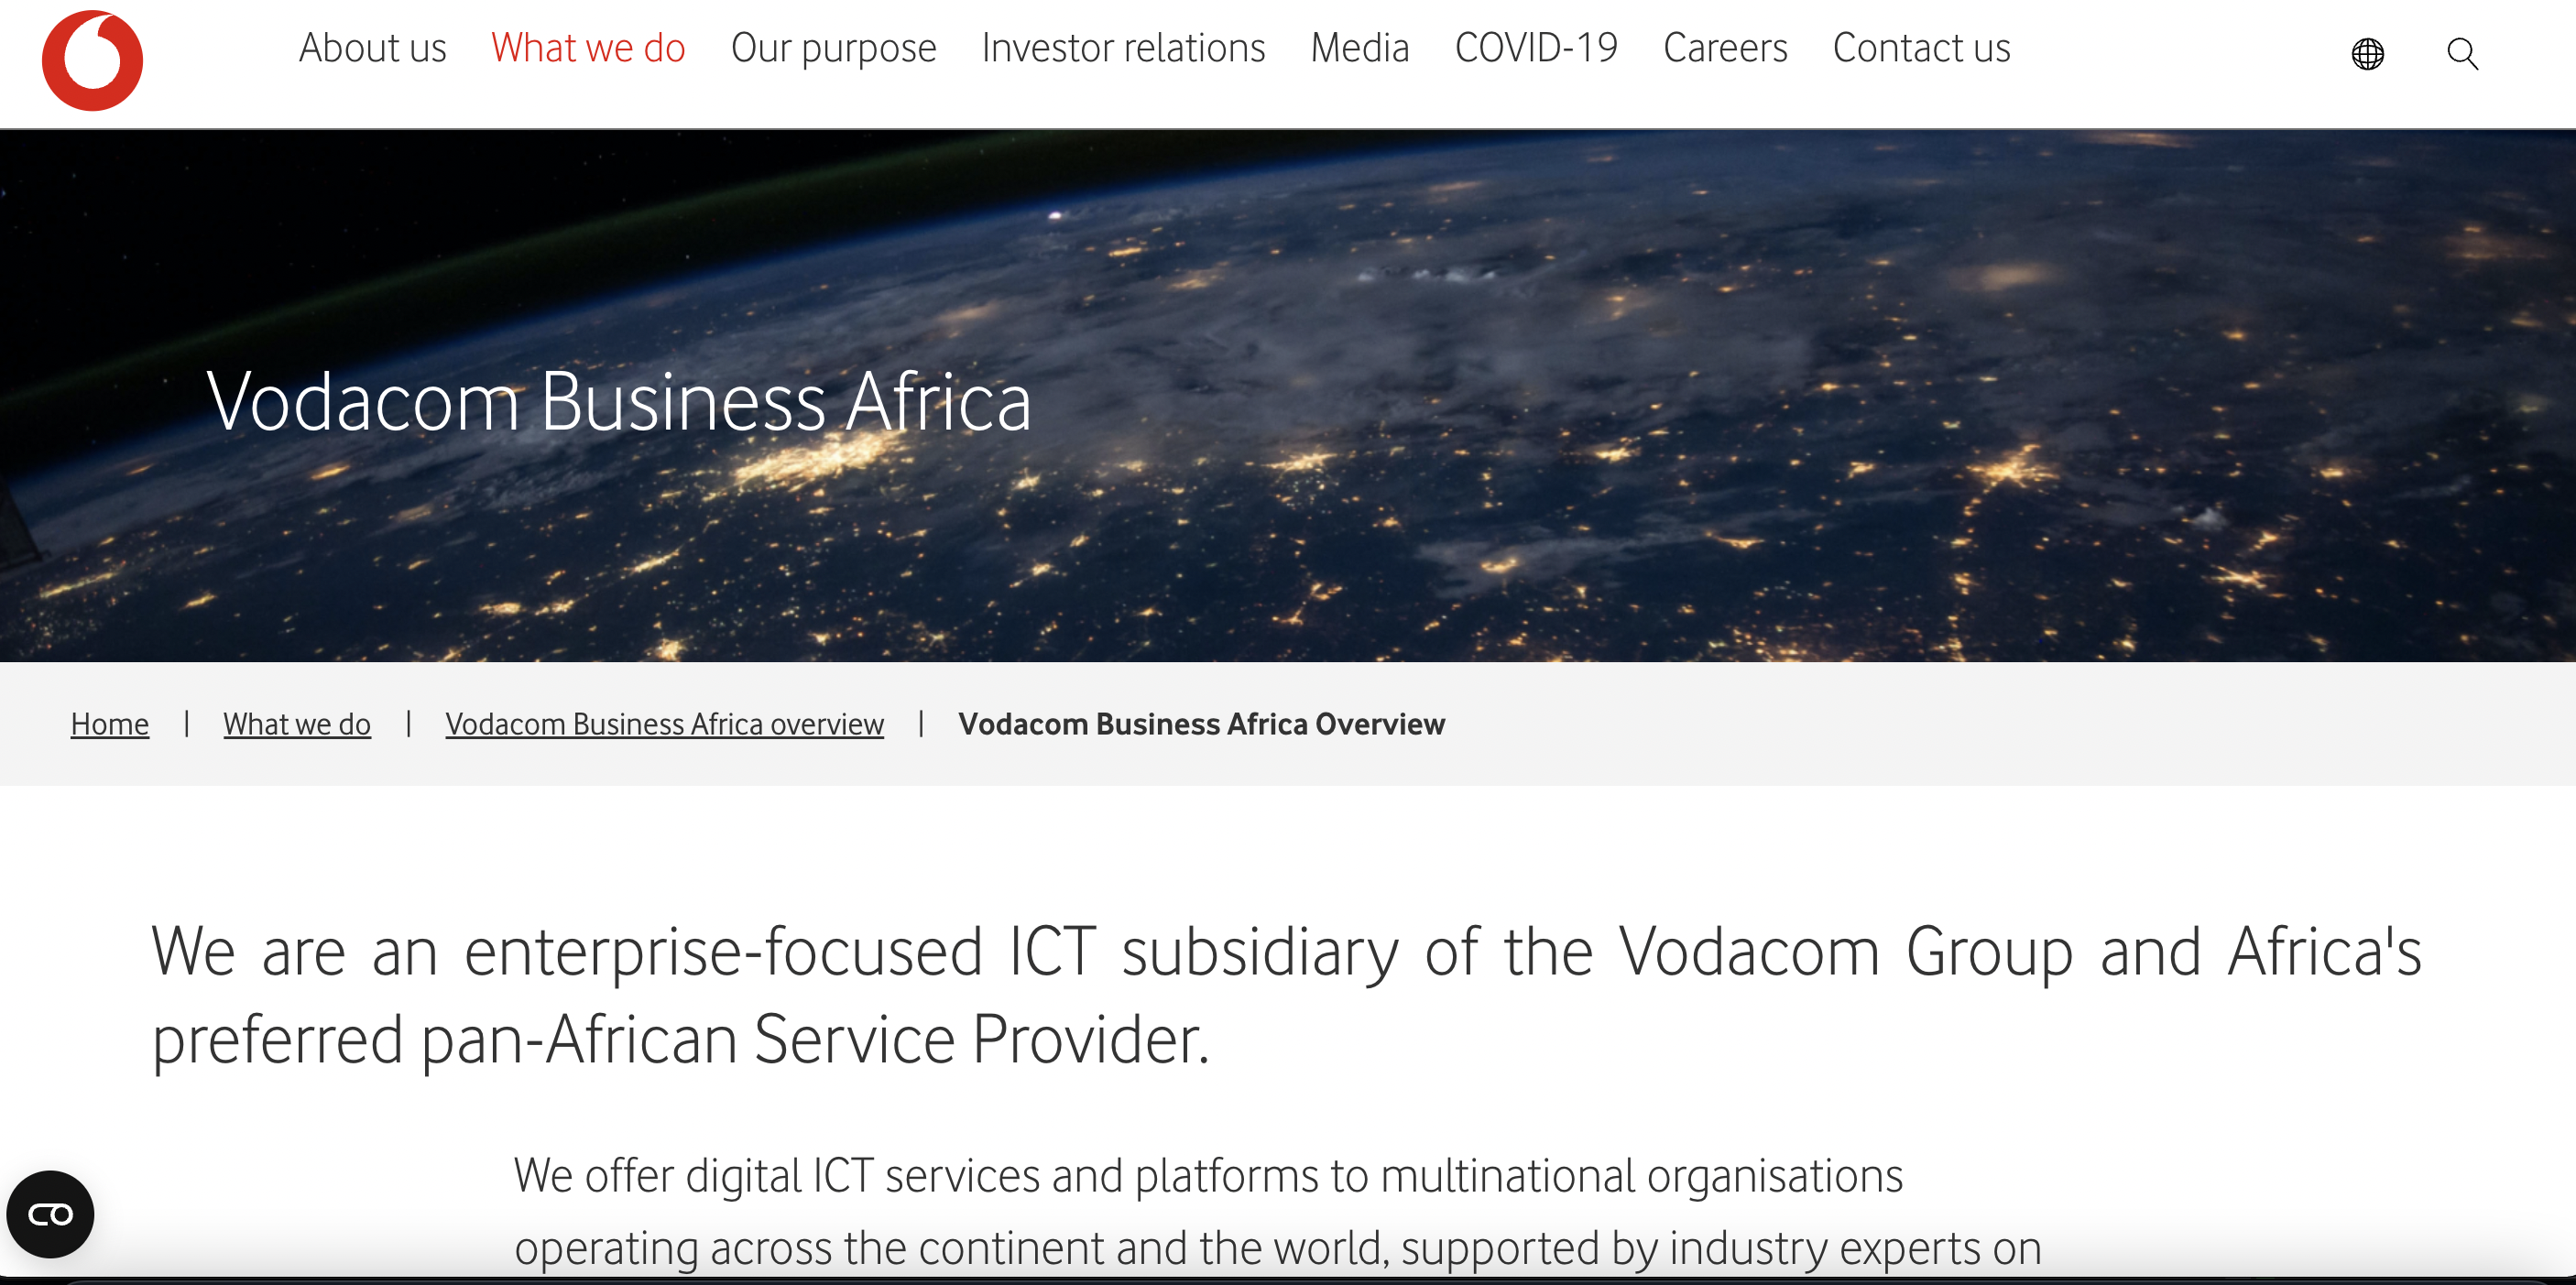 About us What we do Our purpose Investor relations Media COVID-19 Careers Contact us
Vodacom Business Africa
Home | What we do | Vodacom Business Africa overview | Vodacom Business Africa Overview
We are an enterprise-focused ICT subsidiary of the Vodacom Group and Africa's
preferred pan-African Service Provider.
We offer digital ICT services and platforms to multinational organisations
operating across the continent and the world, supported by industry experts on